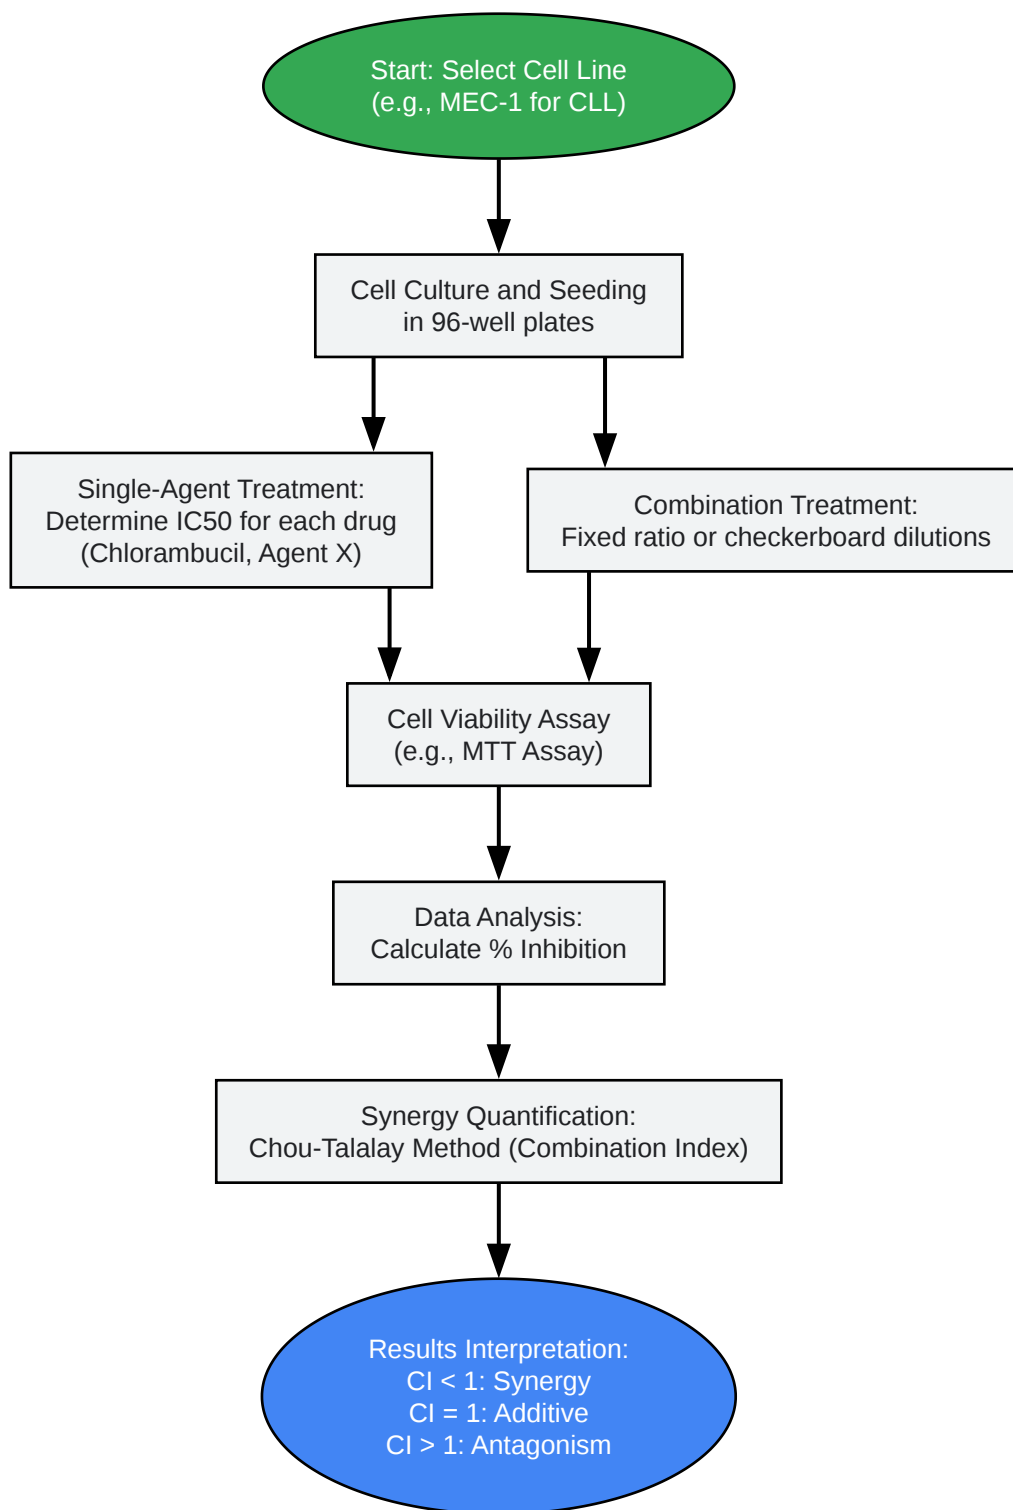 Start: Select Cell Line
(e.g., MEC-1 for CLL)
Cell Culture and Seeding
in 96-well plates
Single-Agent Treatment:
Determine IC50 for each drug
(Chlorambucil, Agent X)
Combination Treatment:
Fixed ratio or checkerboard dilutions
Cell Viability Assay
(e.g., MTT Assay)
Data Analysis:
Calculate % Inhibition
Synergy Quantification:
Chou-Talalay Method (Combination Index)
Results Interpretation:
CI < 1: Synergy
CI = 1: Additive
CI > 1: Antagonism